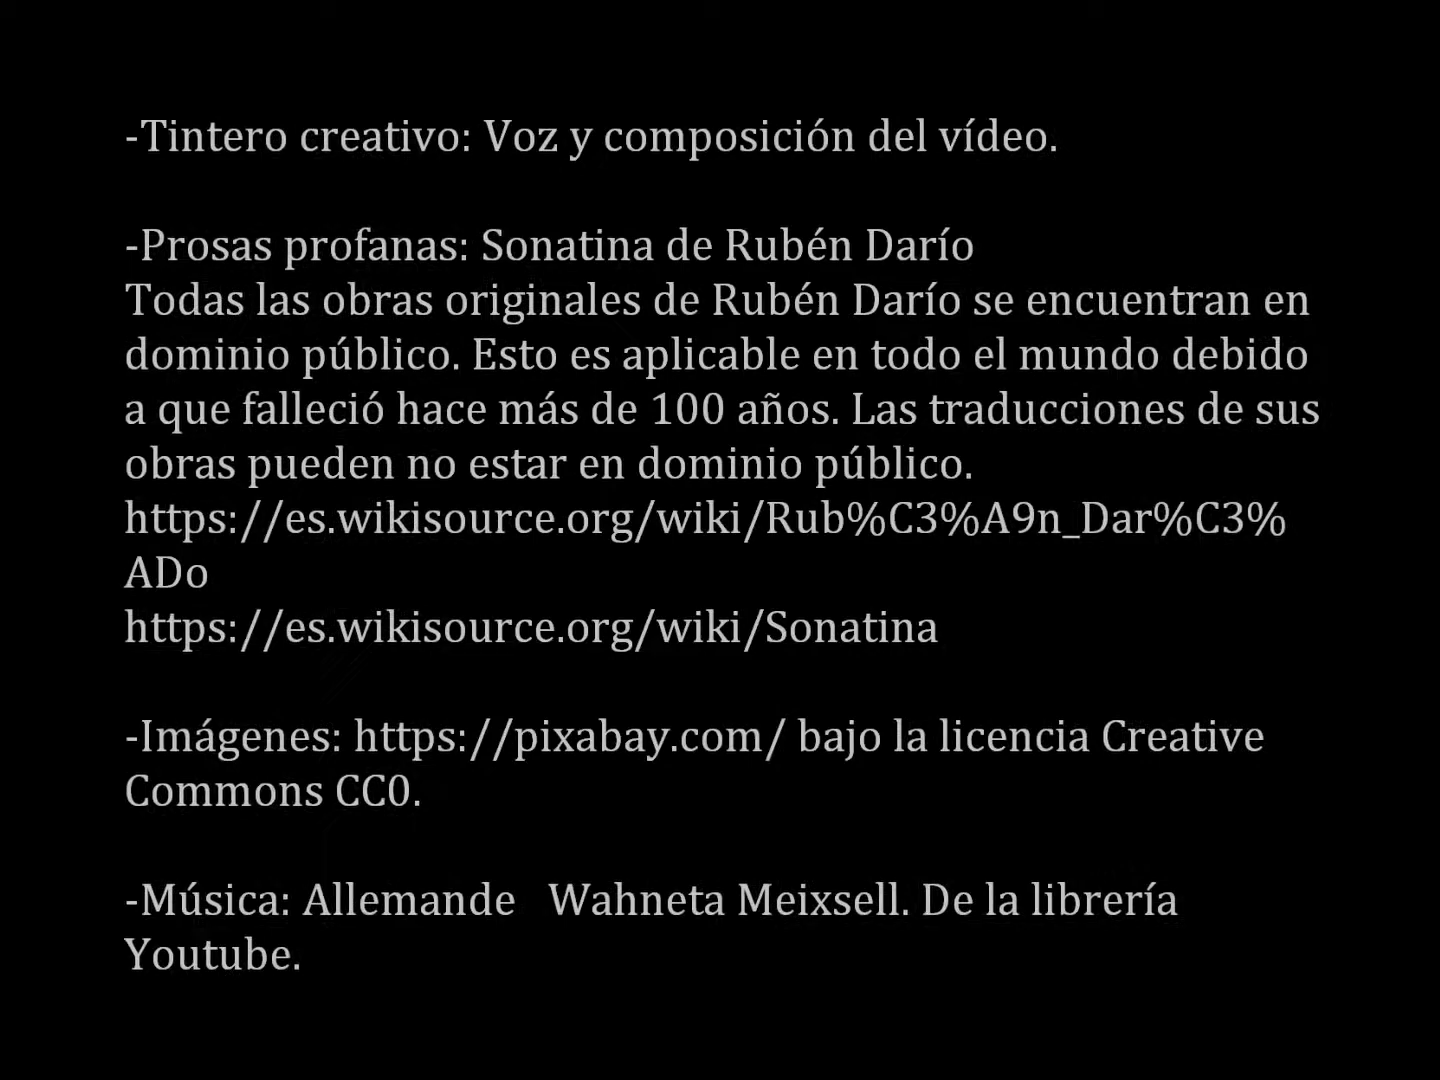 -Tintero creativo: Voz y composición del vídeo.
-Prosas profanas: Sonatina de Rubén Darío
Todas las obras originales de Rubén Darío se encuentran en
dominio público. Esto es aplicable en todo el mundo debido
a que falleció hace más de 100 años. Las traducciones de sus
obras pueden no estar en dominio público.
https://es.wikisource.org/wiki/Rub%C3%A9n_Dar%C3%
ADo
https://es.wikisource.org/wiki/Sonatina
-Imágenes: https://pixabay.com/ bajo la licencia Creative
Commons CC0.
-Música: Allemande   Wahneta Meixsell. De la librería
Youtube.